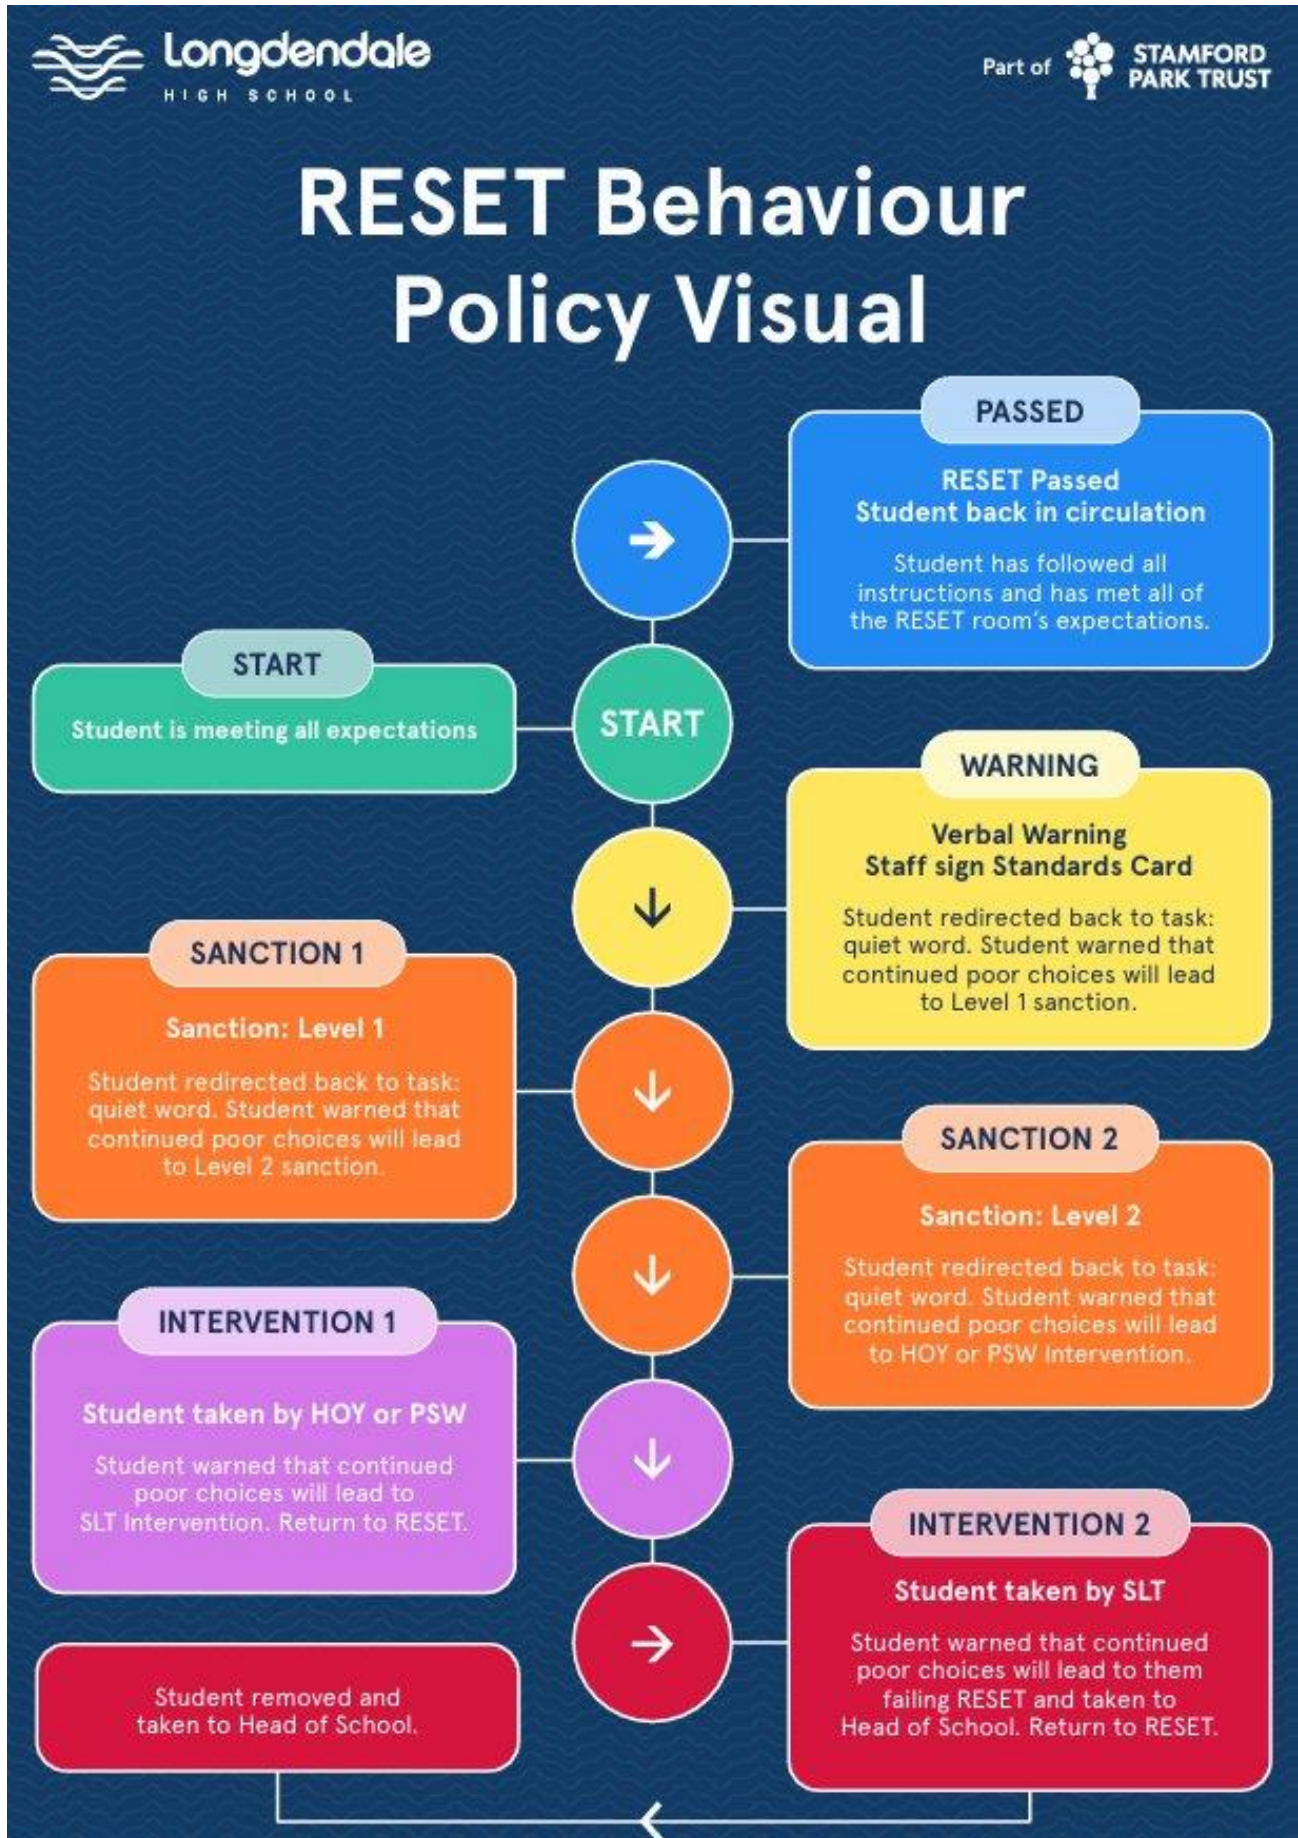 Longdendale
HIGH SCHOOL
Part of
STAMFORD
PARK TRUST
RESET Behaviour
Policy Visual
PASSED
RESET Passed
Student back in circulation
Student has followed all
instructions and has met all of
the RESET room's expectations.
START
Student is meeting all expectations
START
WARNING
Verbal Warning
Staff sign Standards Card
Student redirected back to task:
quiet word. Student warned that
continued poor choices will lead
to Level 1 sanction.
SANCTION 1
Sanction: Level 1
Student redirected back to task:
quiet word. Student warned that
continued poor choices will lead
to Level 2 sanction.
SANCTION 2
Sanction: Level 2
Student redirected back to task:
quiet word. Student warned that
continued poor choices will lead
to HOY or PSW Intervention.
INTERVENTION 1
Student taken by HOY or PSW
Student warned that continued
poor choices will lead to
SLT Intervention. Return to RESET.
INTERVENTION 2
Student taken by SLT
Student warned that continued
poor choices will lead to them
failing RESET and taken to
Head of School. Return to RESET.
Student removed and
taken to Head of School.